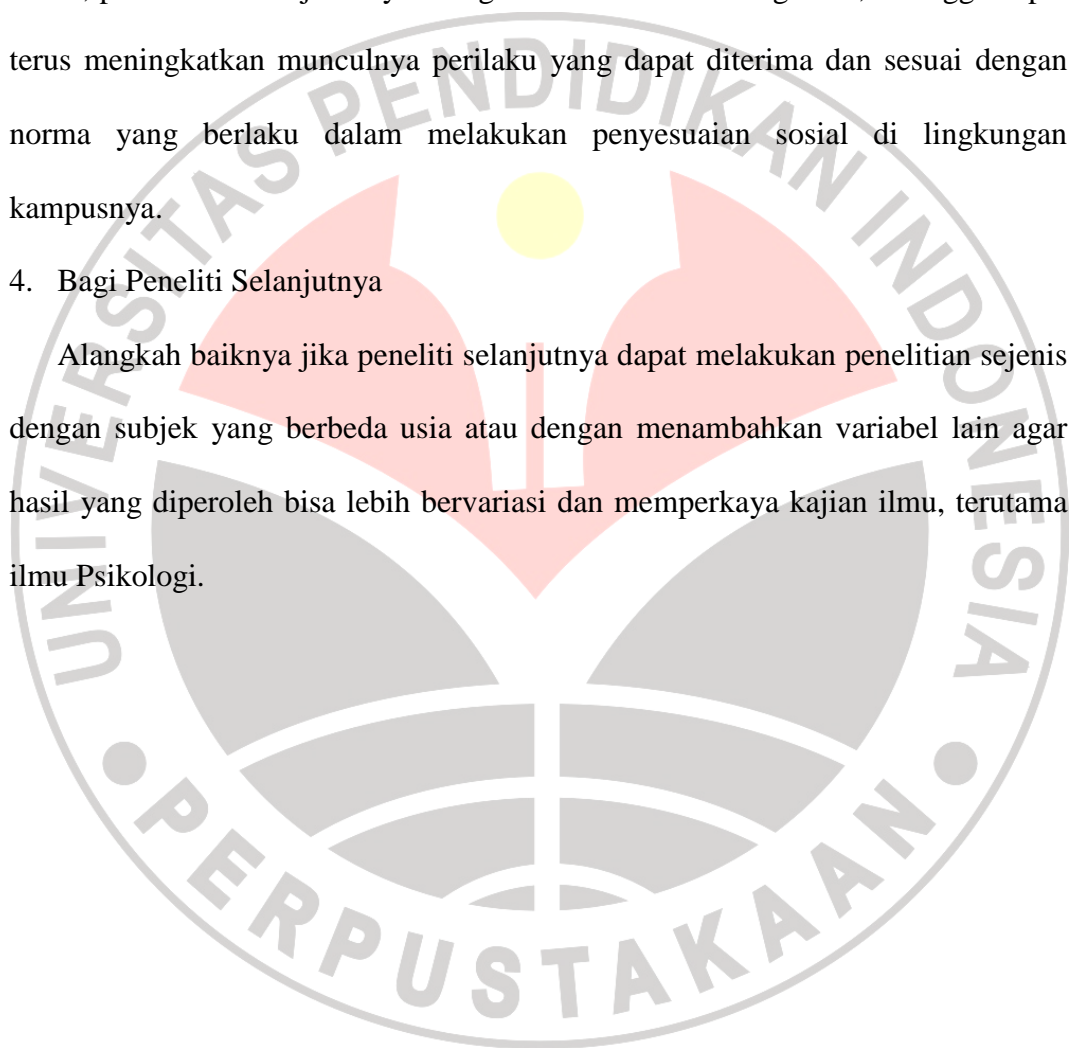 terus meningkatkan munculnya perilaku yang dapat diterima dan sesuai dengan
norma yang berlaku dalam melakukan penyesuaian sosial di lingkungan
kampusnya.
4. Bagi Peneliti Selanjutnya
Alangkah baiknya jika peneliti selanjutnya dapat melakukan penelitian sejenis
dengan subjek yang berbeda usia atau dengan menambahkan variabel lain agar
hasil yang diperoleh bisa lebih bervariasi dan memperkaya kajian ilmu, terutama
ilmu Psikologi.
UNIVERSITAS PENDIDIKAN INDONESIA
PERPUSTAKAAN